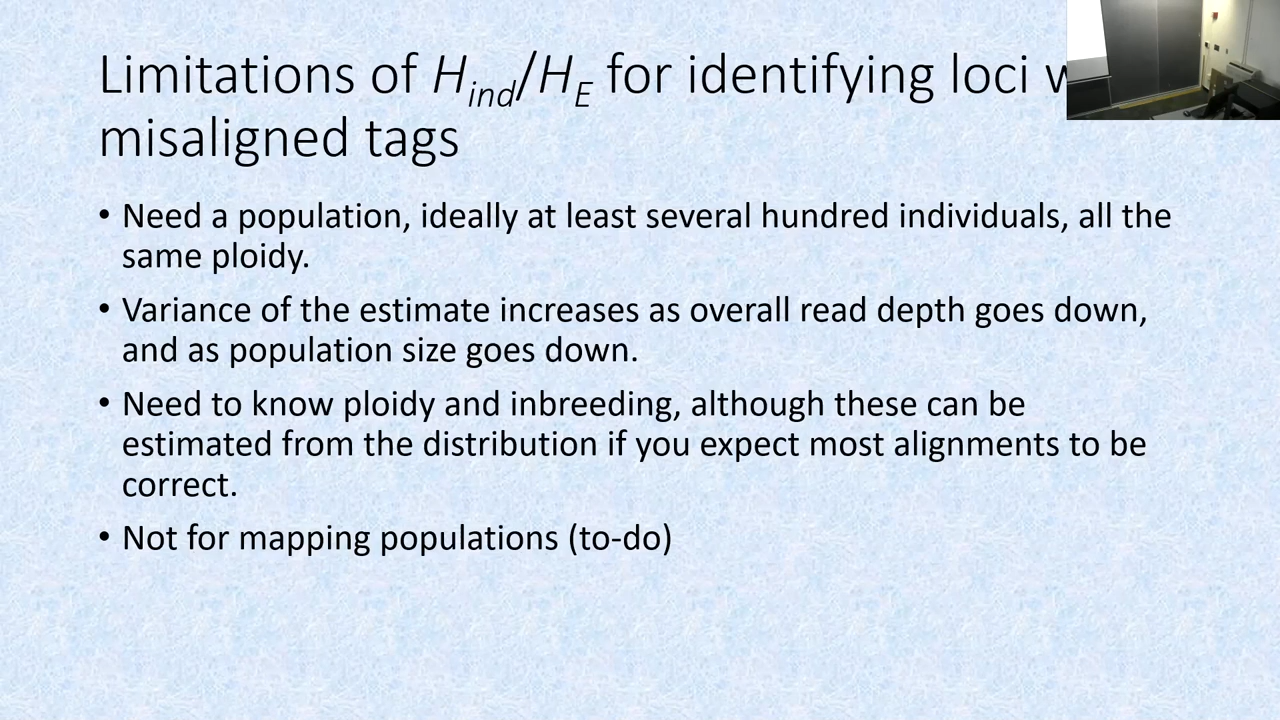 Limitations of Hind/HE for identifying loci
misaligned tags
• Need a population, ideally at least several hundred individuals, all the
same ploidy.
• Variance of the estimate increases as overall read depth goes down,
and as population size goes down.
• Need to know ploidy and inbreeding, although these can be
estimated from the distribution if you expect most alignments to be
correct.
• Not for mapping populations (to-do)